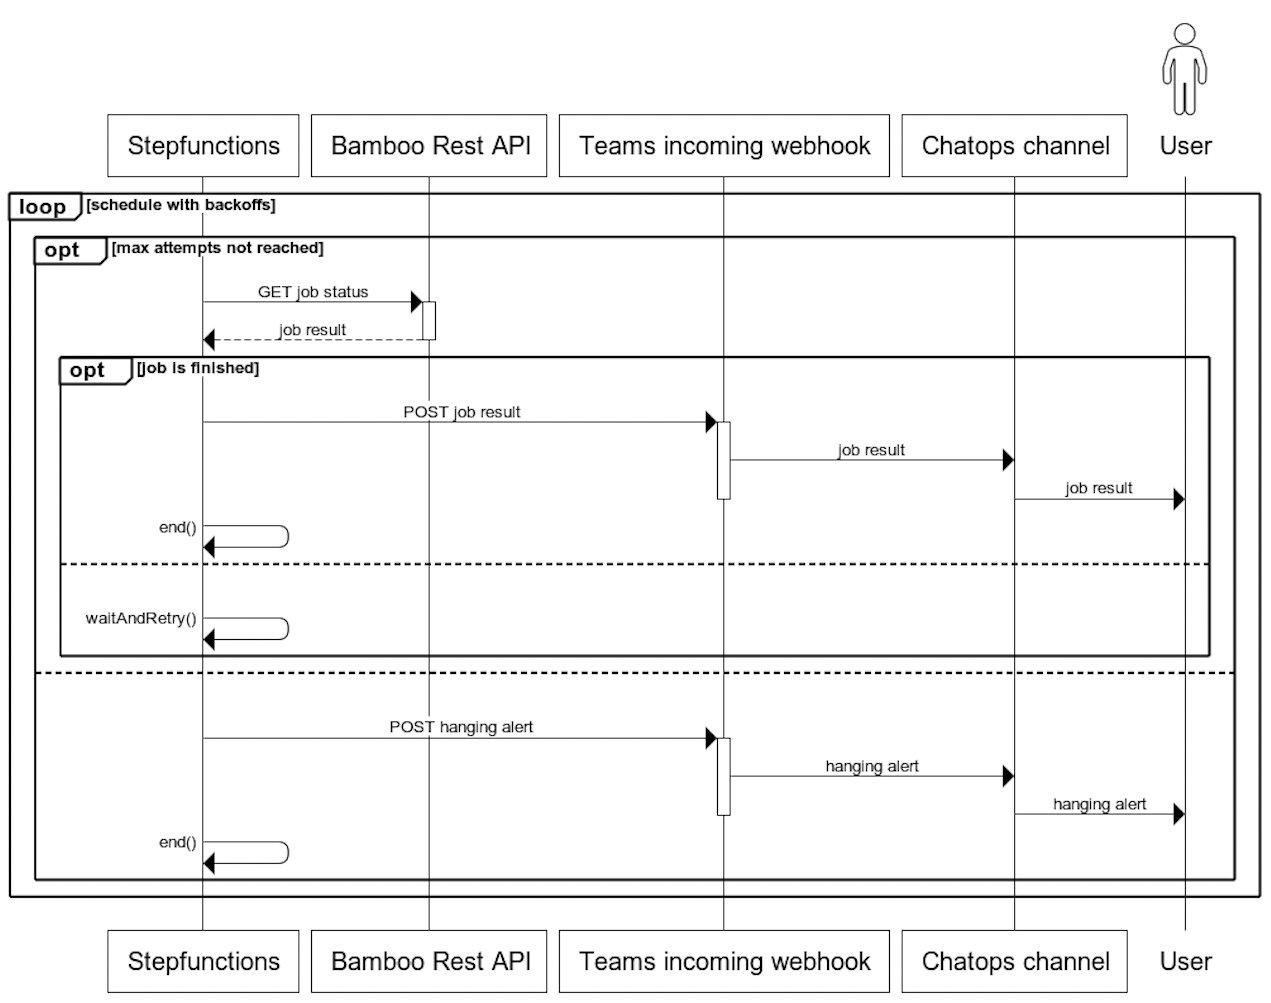 Stepfunctions
Bamboo Rest API
Teams incoming webhook
Chatops channel
User
loop
[schedule with backoffs]
opt
[max attempts not reached]
GET job status
job result
opt
[job is finished]
POST job result
job result
job result
end()
waitAndRetry()
POST hanging alert
hanging alert
hanging alert
end()
Stepfunctions
Bamboo Rest API
Teams incoming webhook
Chatops channel
User